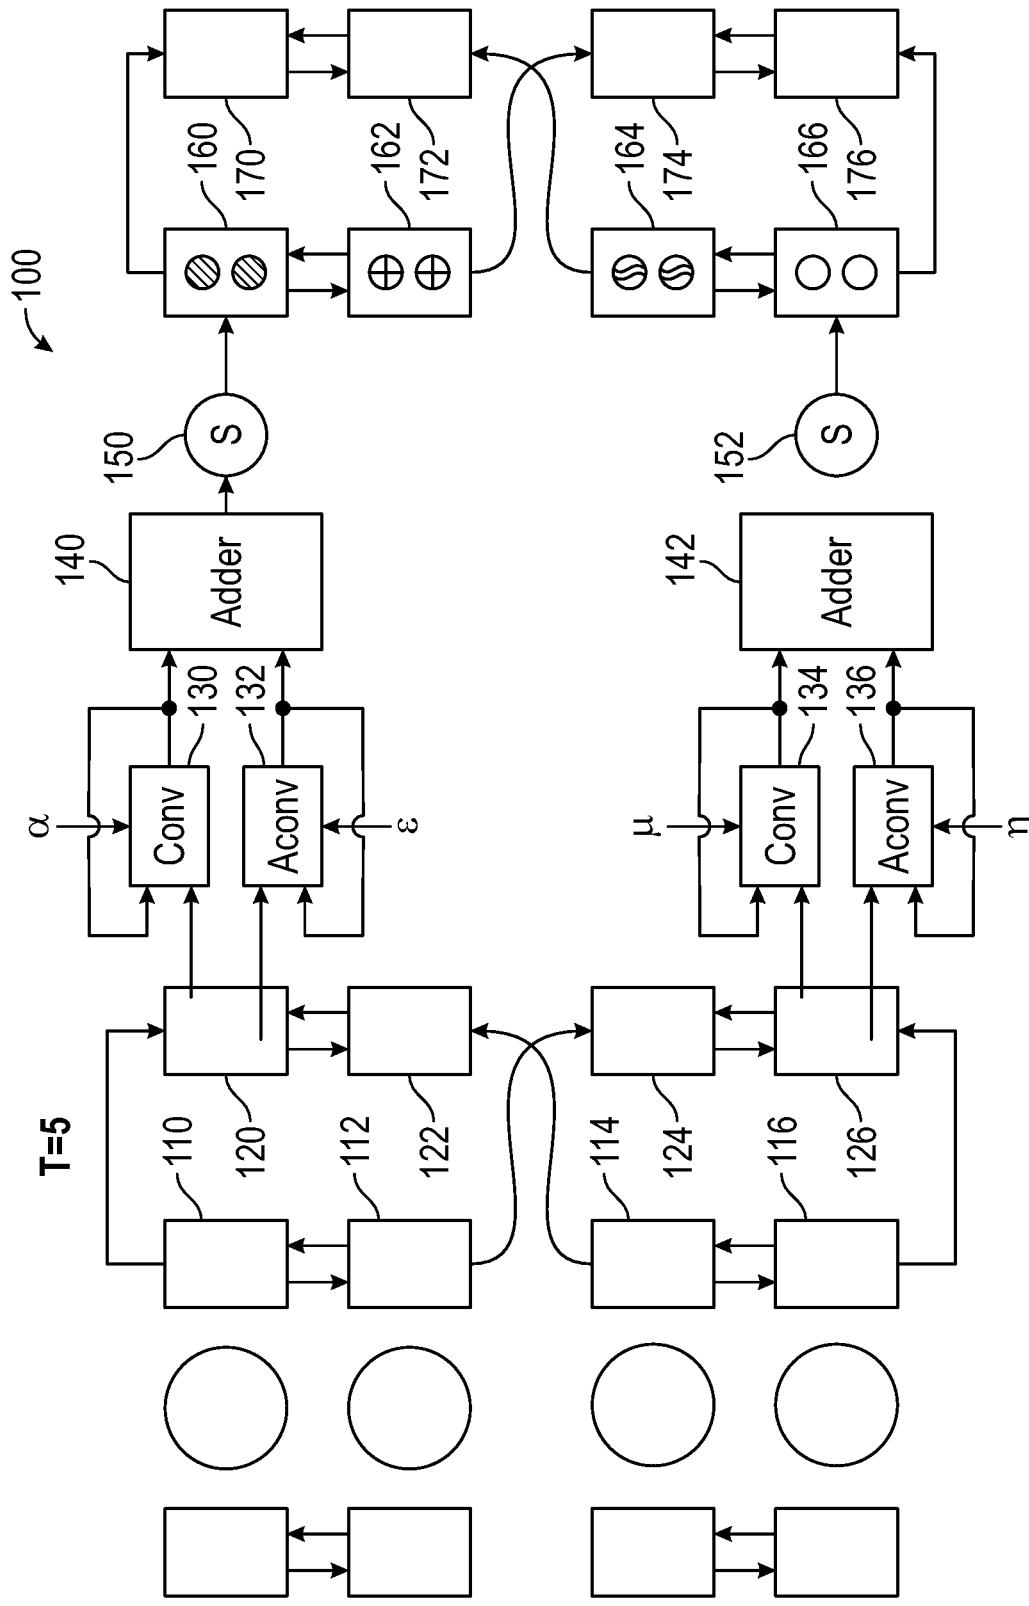 T=5
100
α
140
150
Conv
110
130
160
Adder
S
120
132
170
Aconv
112
162
ε
122
172
114
164
μ
124
174
142
152
Conv
116
134
166
Adder
S
126
136
176
Aconv
η